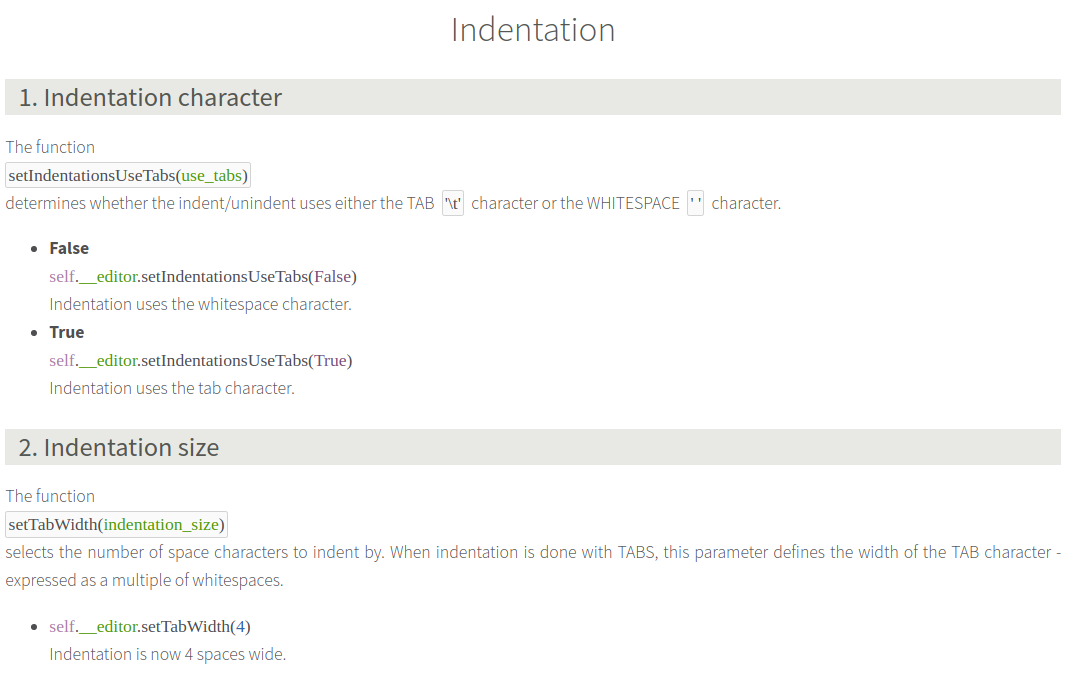 Indentation
1. Indentation character
The function
setIndentationsUseTabs(use_tabs)
determines whether the indent/unindent uses either the TAB '\t' character or the WHITESPACE ' ' character.
• False
self.__editor.setIndentationsUseTabs(False)
Indentation uses the whitespace character.
• True
self.__editor.setIndentationsUseTabs(True)
Indentation uses the tab character.
2. Indentation size
The function
setTabWidth(indentation_size)
selects the number of space characters to indent by. When indentation is done with TABS, this parameter defines the width of the TAB character -
expressed as a multiple of whitespaces.
• self.__editor.setTabWidth(4)
Indentation is now 4 spaces wide.